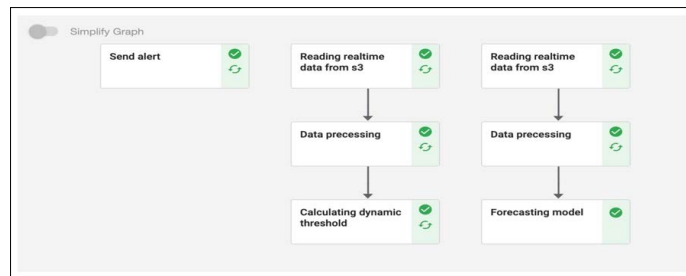 Simplify Graph
Send alert
Reading realtime
data from s3
Reading realtime
data from s3
Data precessing
Data precessing
Calculating dynamic
threshold
Forecasting model